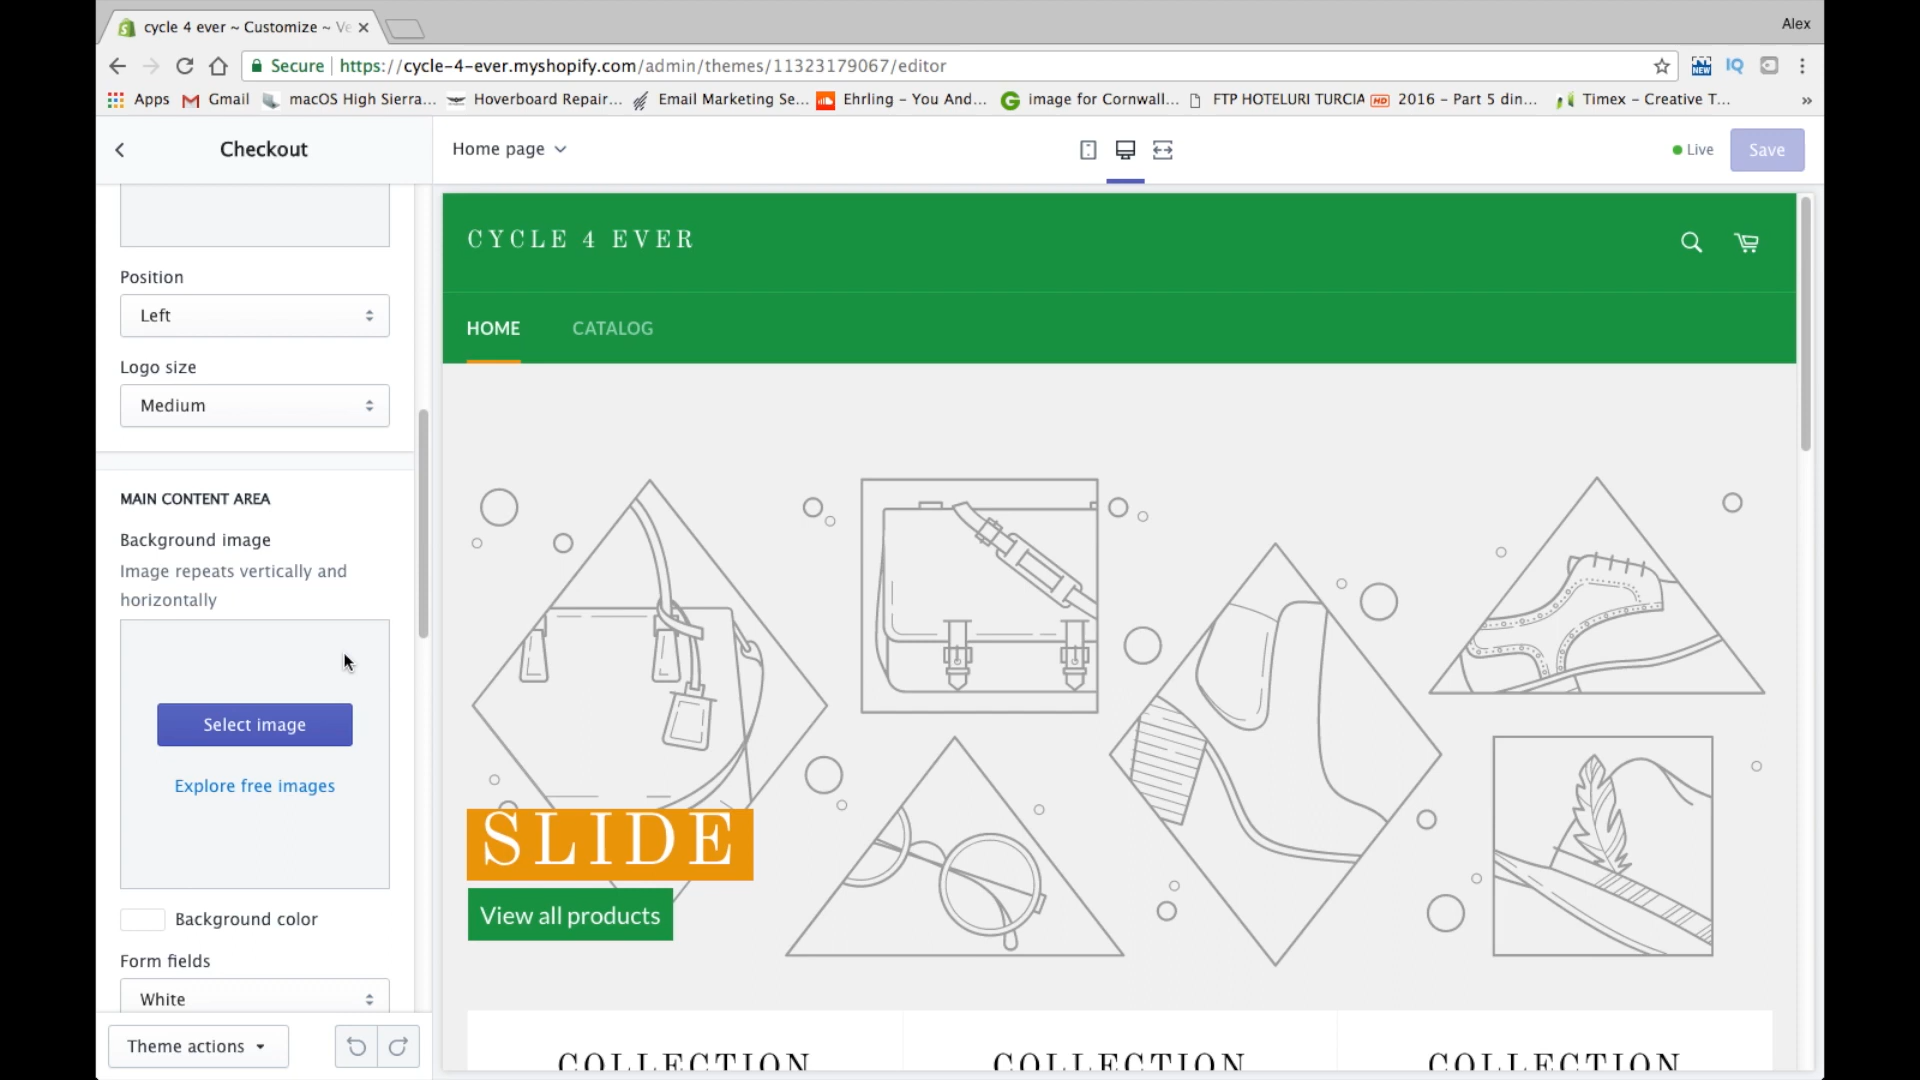 cycle 4 ever ~ Customize ~ Ve
Alex
Secure
https://cycle-4-ever.myshopify.com/admin/themes/11323179067/editor
NEW
IQ
Apps
Gmail
macOS High Sierra...
Hoverboard Repair...
Email Marketing Se...
Ehrling – You And...
image for Cornwall...
FTP HOTELURI TURCIA
HD
2016 – Part 5 din...
Timex – Creative T...
»
Checkout
Home page
Live
Save
Position
Left
Logo size
Medium
MAIN CONTENT AREA
Background image
Image repeats vertically and
horizontally
Select image
Explore free images
Background color
Form fields
White
Theme actions
CYCLE 4 EVER
HOME
CATALOG
SLIDE
View all products
COLLECTION
COLLECTION
COLLECTION